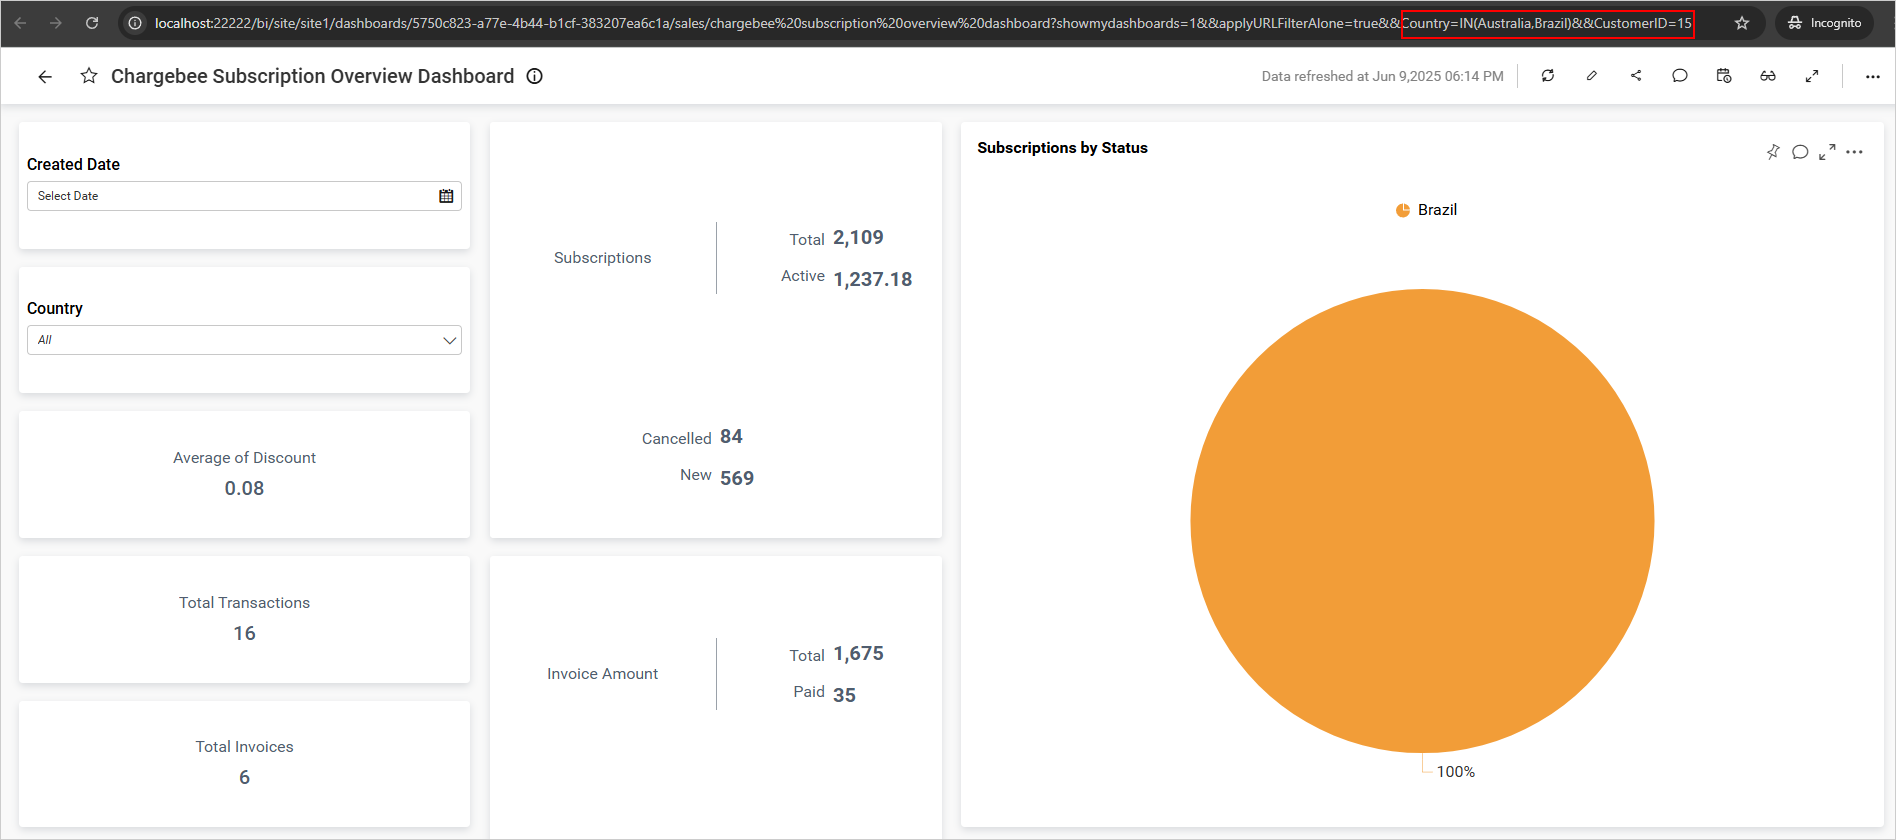 localhost:22222/bi/site/site1/dashboards/5750c823-a77e-4b44-b1cf-383207ea6c1a/sales/chargebee%20subscription%20overview%20dashboard?showmydashboards=1&&applyURLFilterAlone=true&&Country=IN(Australia,Brazil)&&CustomerID=15
Incognito
Chargebee Subscription Overview Dashboard
Data refreshed at Jun 9,2025 06:14 PM
Created Date
Select Date
Country
All
Average of Discount
0.08
Total Transactions
16
Total Invoices
6
Subscriptions
Total 2,109
Active 1,237.18
Cancelled 84
New 569
Invoice Amount
Total 1,675
Paid 35
Subscriptions by Status
Brazil
100%